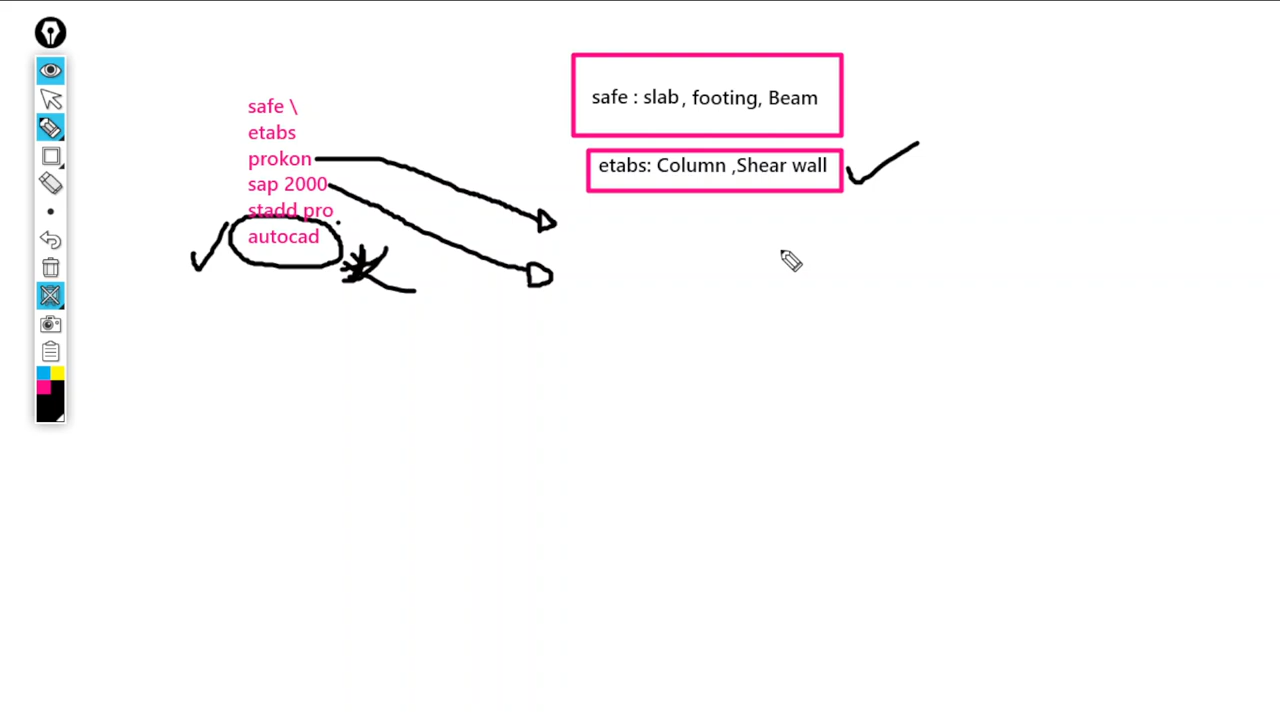 safe \
etabs
prokon
sap 2000
stadd pro
autocad
safe : slab , footing, Beam
etabs: Column ,Shear wall